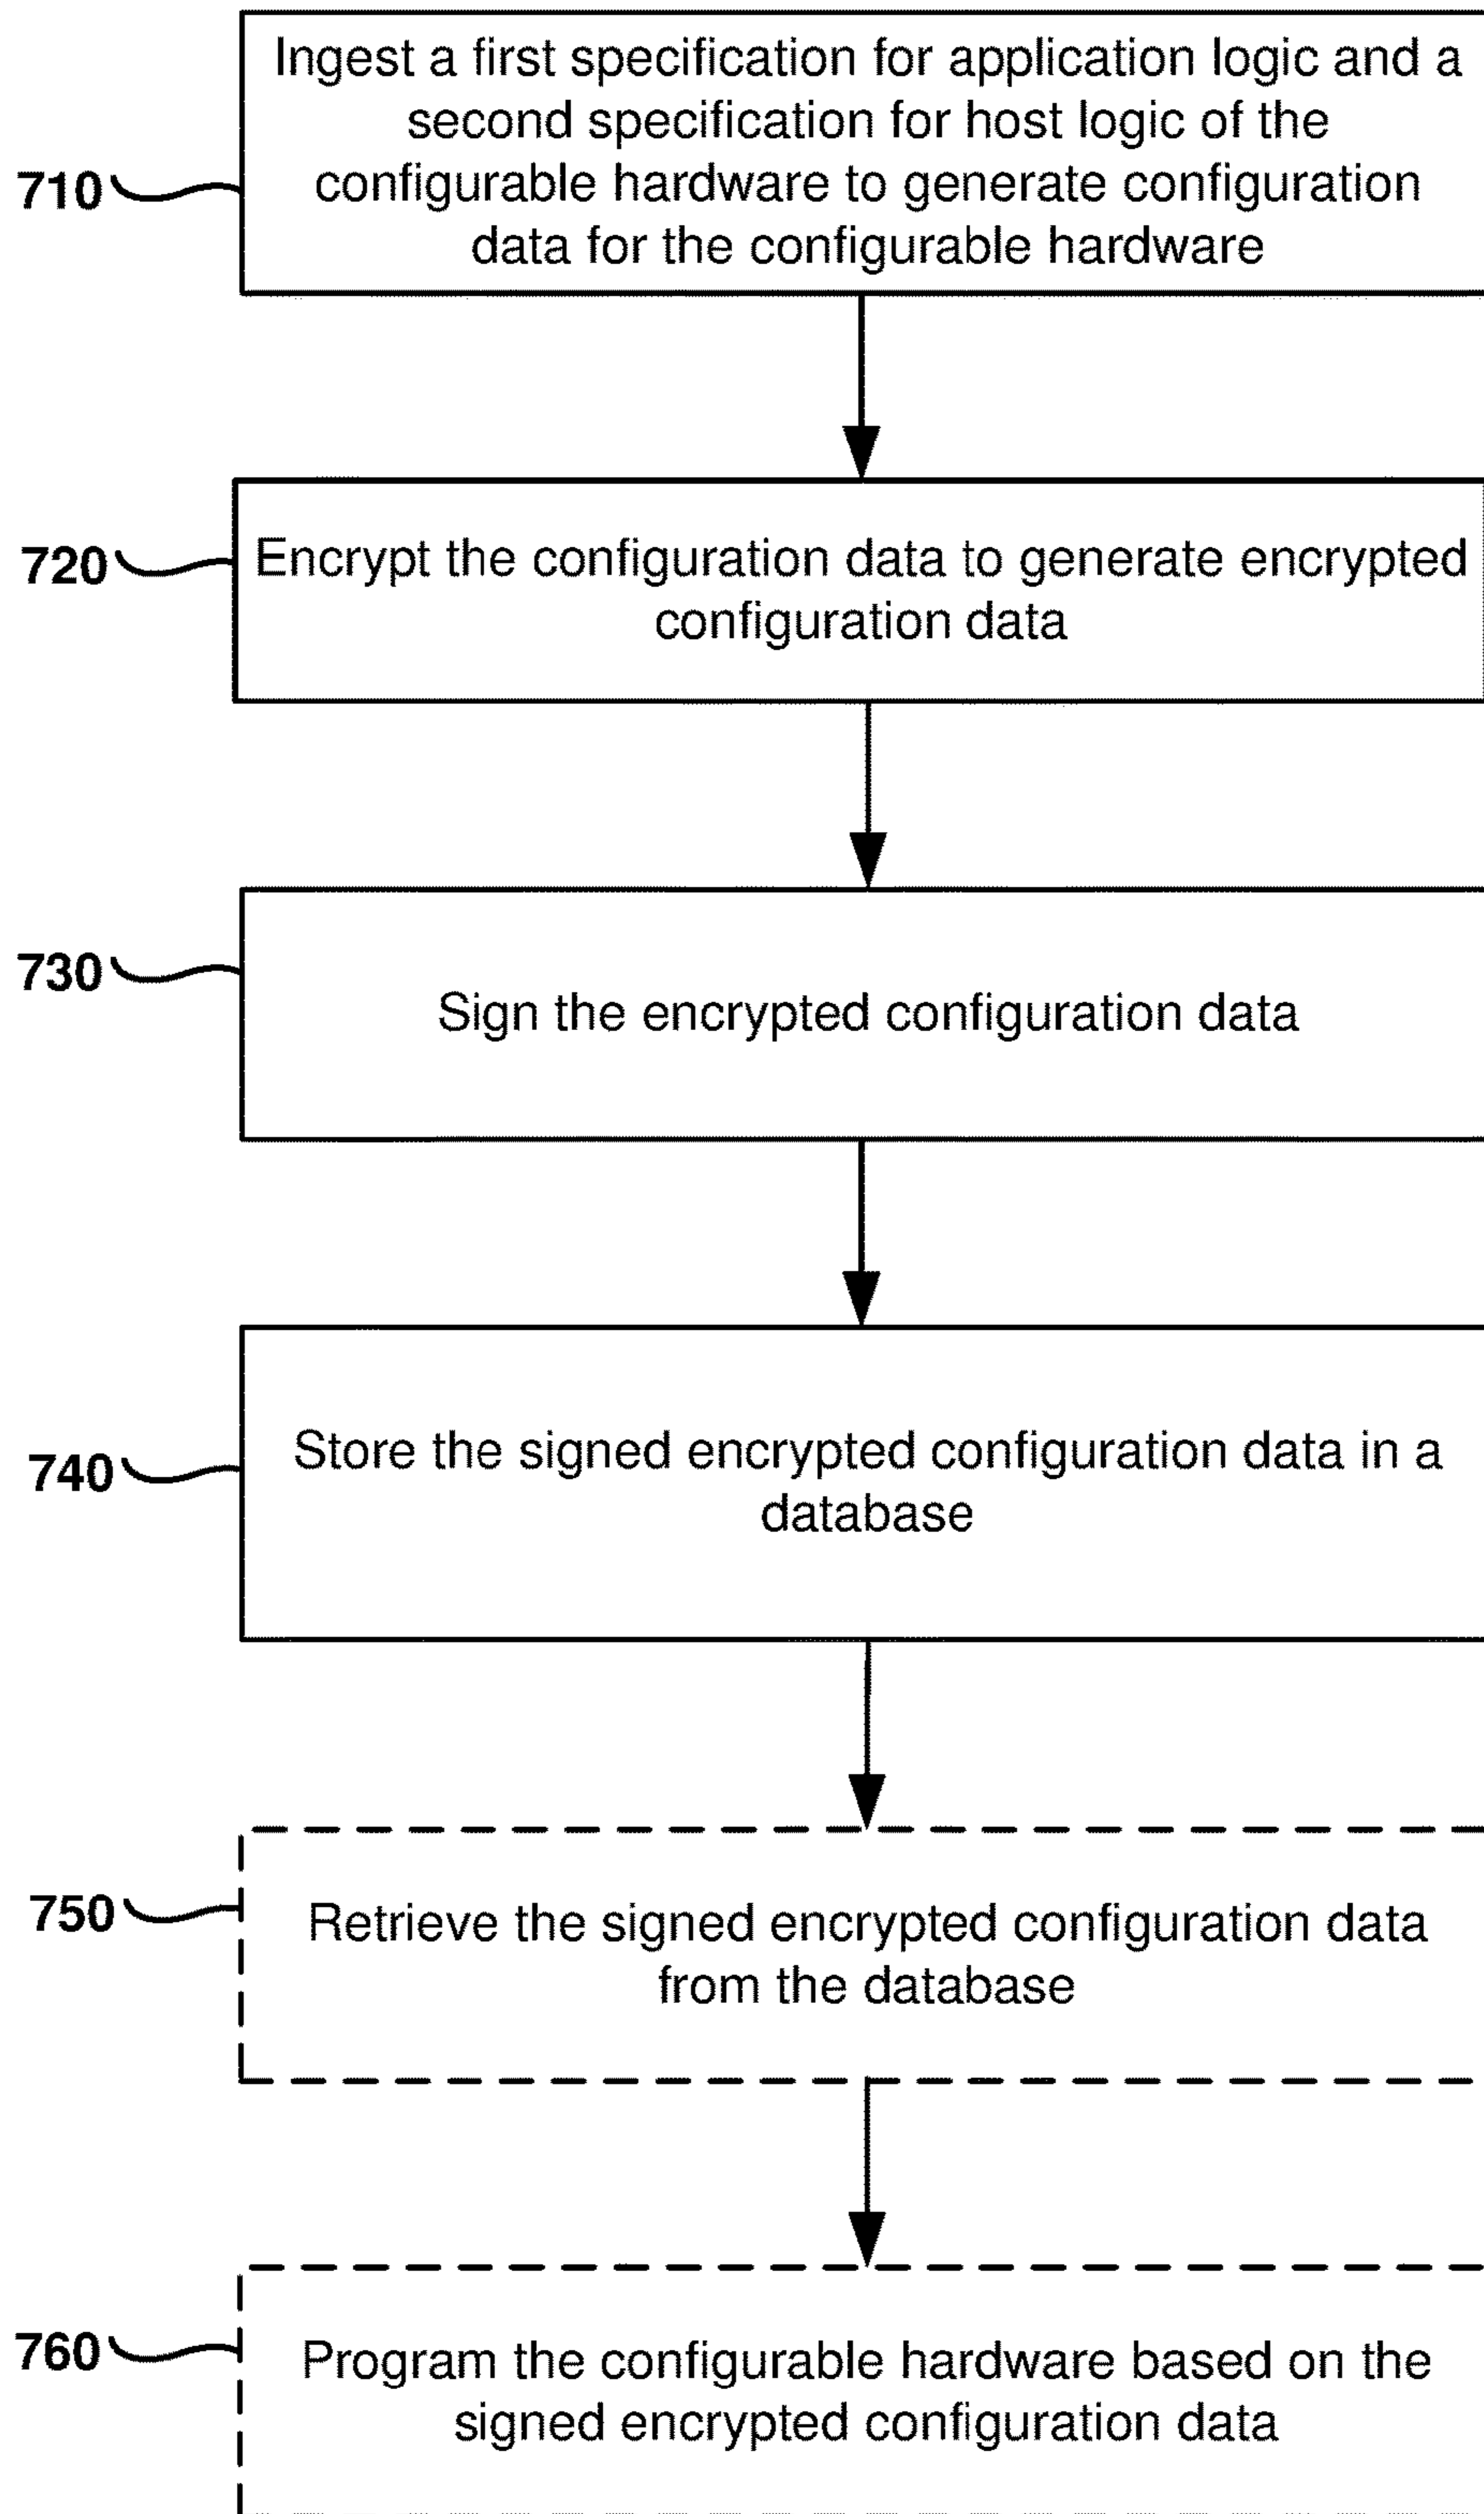 Ingest a first specification for application logic and a
second specification for host logic of the
710
configurable hardware to generate configuration
data for the configurable hardware
720
Encrypt the configuration data to generate encrypted
configuration data
730
Sign the encrypted configuration data
Store the signed encrypted configuration data in a
740
database
750
Retrieve the signed encrypted configuration data
from the database
760
Program the configurable hardware based on the
signed encrypted configuration data